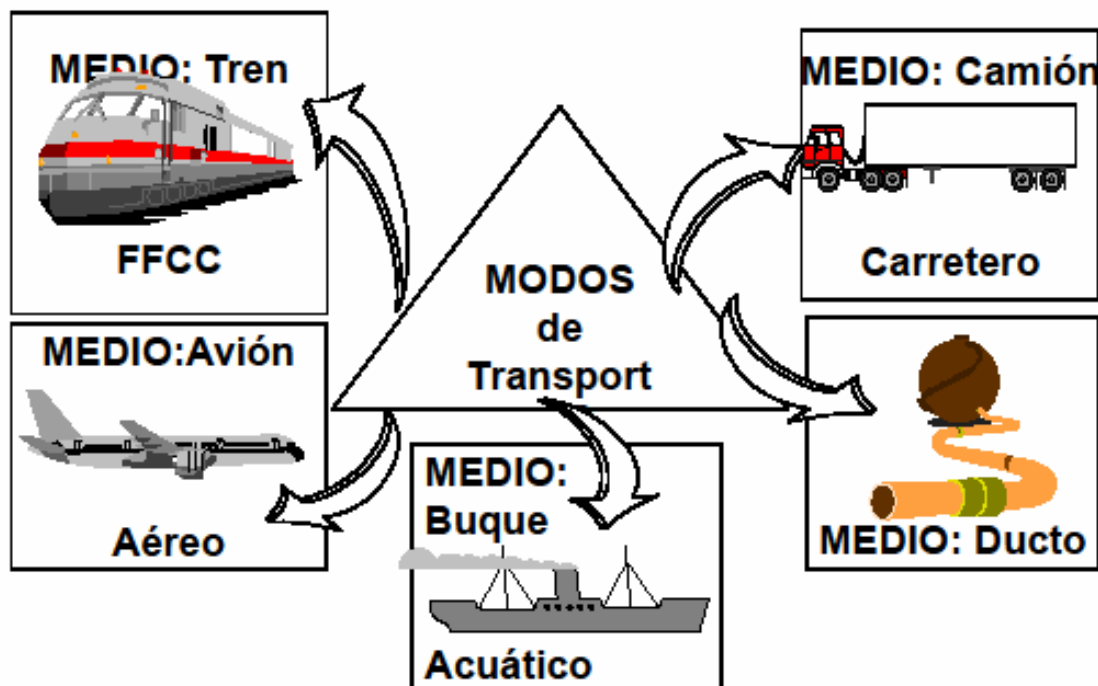 MEDIO: Tren
FFCC
MEDIO: Camión
Carretero
MODOS
de
Transport
MEDIO:Avión
Aéreo
MEDIO:
Buque
Acuático
MEDIO: Ducto